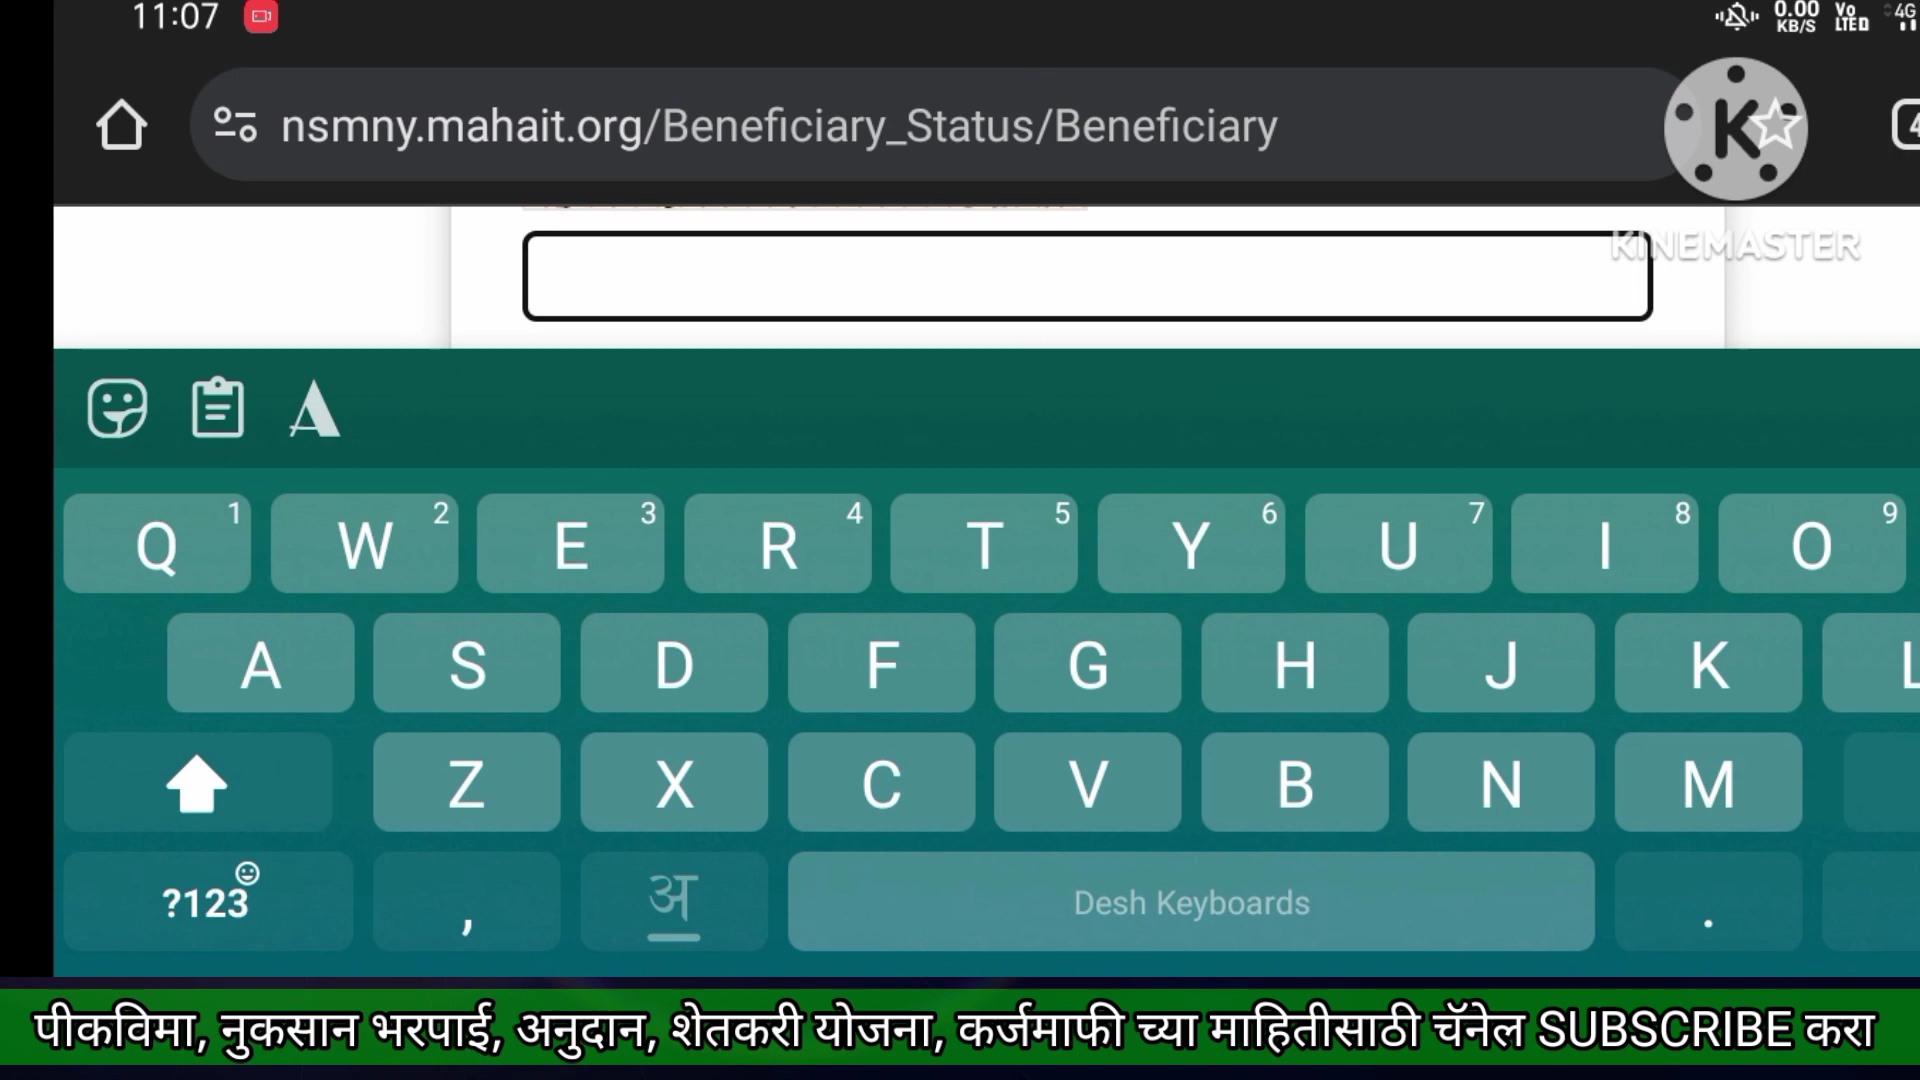 11:07
0.00 KB/S Vo LTE 4G
nsmny.mahait.org/Beneficiary_Status/Beneficiary
K
KINEMASTER
Q 1 W 2 E 3 R 4 T 5 Y 6 U 7 I 8 O 9
A S D F G H J K L
Z X C V B N M
?123 , अ Desh Keyboards .
पीकविमा, नुकसान भरपाई, अनुदान, शेतकरी योजना, कर्जमाफी च्या माहितीसाठी चॅनेल SUBSCRIBE करा